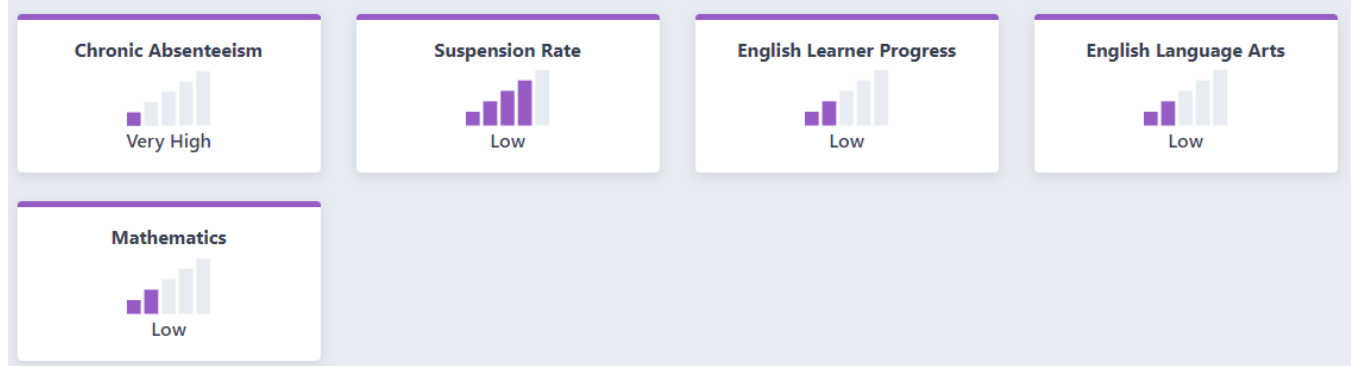 Chronic Absenteeism
Very High
Suspension Rate
Low
English Learner Progress
Low
English Language Arts
Low
Mathematics
Low